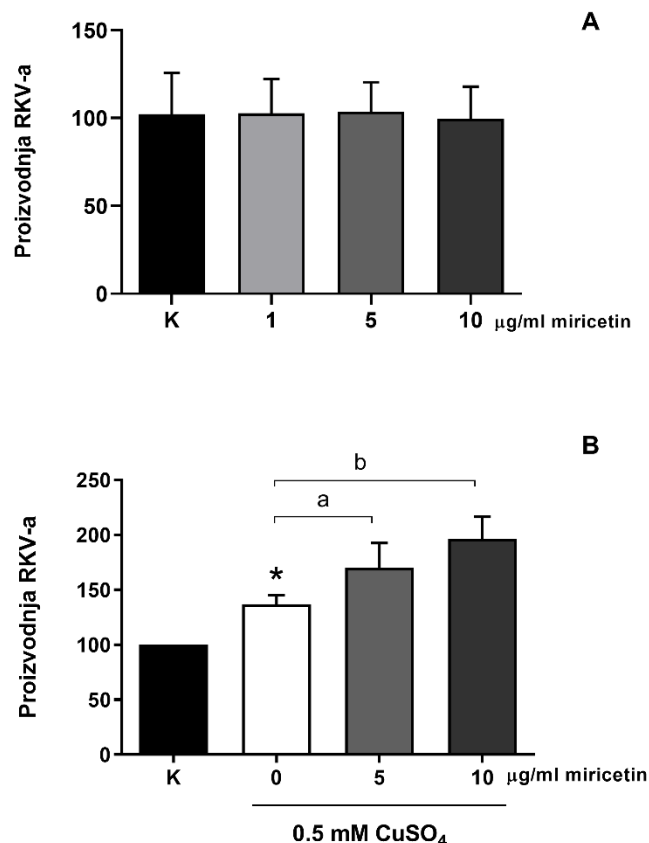 A
Proizvodnja RKV-a
150
100
50
0
K 1 5 10 µg/ml miricetin
B
Proizvodnja RKV-a
250
200
150
100
50
0
b
a
*
K 0 5 10 µg/ml miricetin
0.5 mM CuSO₄